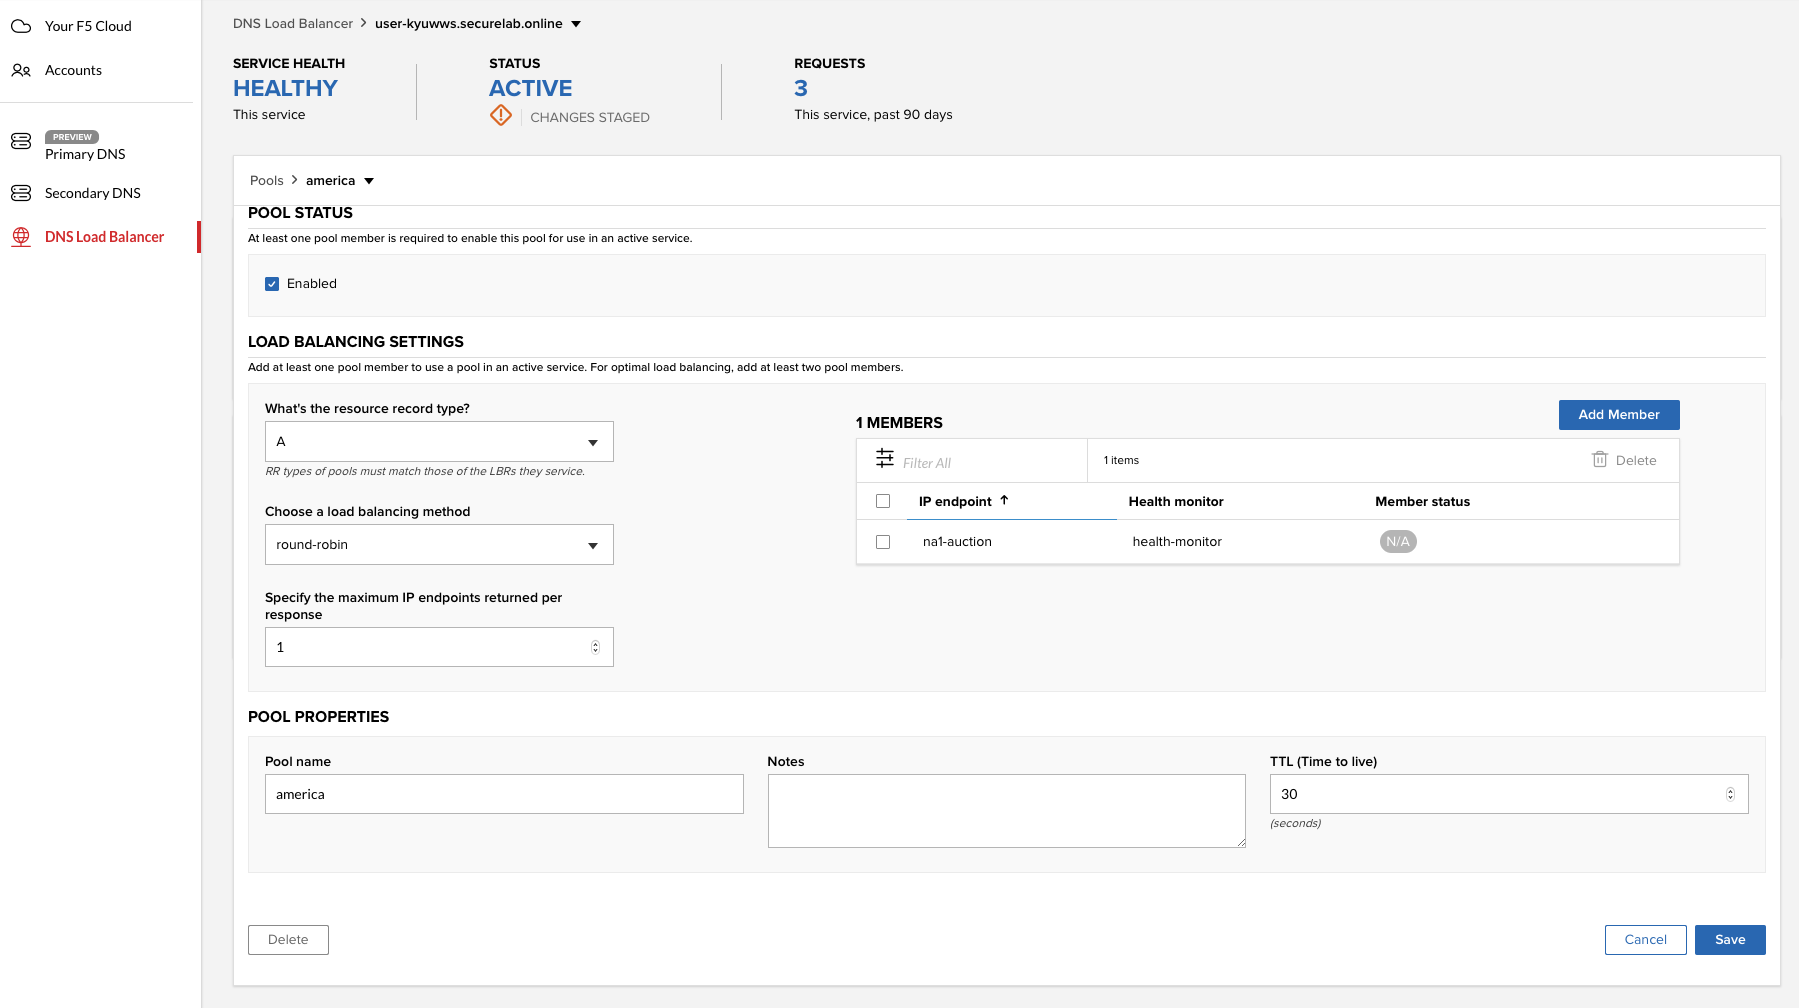 Your F5 Cloud
Accounts
PREVIEW
Primary DNS
Secondary DNS
DNS Load Balancer
DNS Load Balancer > user-kyuwws.securelab.online
SERVICE HEALTH
HEALTHY
This service
STATUS
ACTIVE
CHANGES STAGED
REQUESTS
3
This service, past 90 days
Pools > america
POOL STATUS
At least one pool member is required to enable this pool for use in an active service.
Enabled
LOAD BALANCING SETTINGS
Add at least one pool member to use a pool in an active service. For optimal load balancing, add at least two pool members.
What's the resource record type?
A
RR types of pools must match those of the LBRs they service.
Choose a load balancing method
round-robin
Specify the maximum IP endpoints returned per
response
1
1 MEMBERS
Add Member
Filter All
1 items
Delete
IP endpoint Health monitor Member status
na1-auction health-monitor N/A
POOL PROPERTIES
Pool name
america
Notes
TTL (Time to live)
30
(seconds)
Delete
Cancel
Save